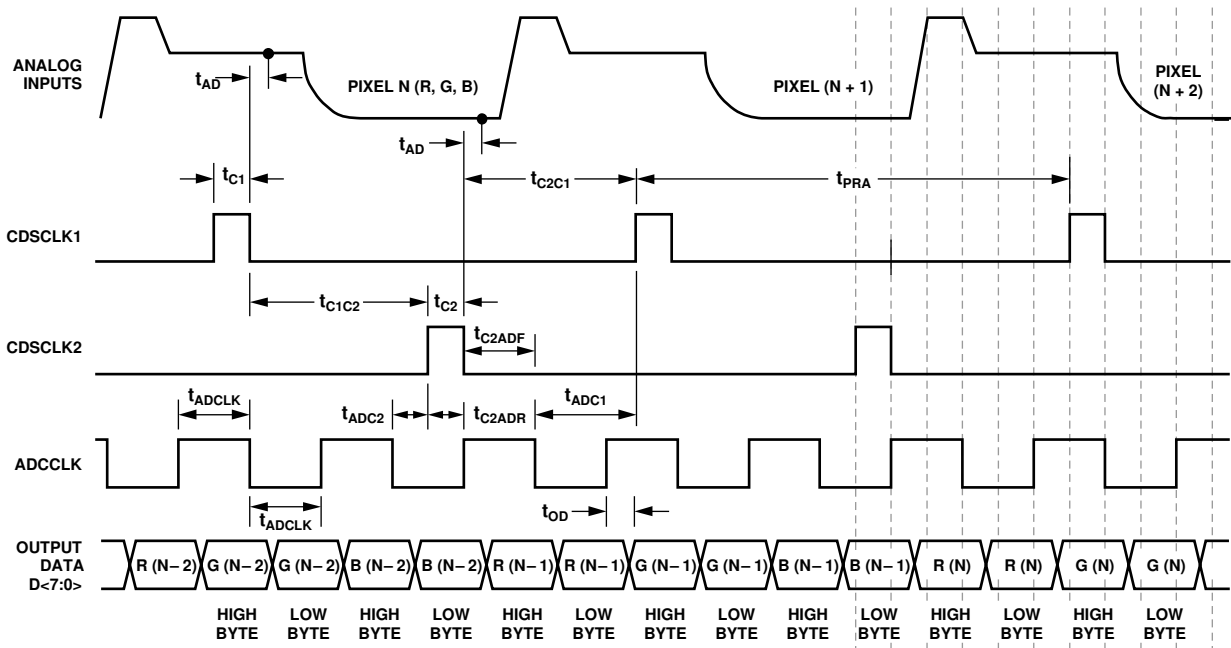 ANALOG
INPUTS
tAD
PIXEL N (R, G, B)
PIXEL (N + 1)
PIXEL
(N + 2)
tAD
tC1
tC2C1
tPRA
CDSCLK1
tC1C2
tC2
CDSCLK2
tC2ADF
tADCLK
tADC2
tC2ADR
tADC1
ADCCLK
tADCLK
tOD
OUTPUT
DATA
D<7:0>
R (N– 2) G (N– 2) G (N– 2) B (N– 2) B (N– 2) R (N–1) R (N–1) G (N–1) G (N–1) B (N–1) B (N–1) R (N) R (N) G (N) G (N)
HIGH BYTE LOW BYTE HIGH BYTE LOW BYTE HIGH BYTE LOW BYTE HIGH BYTE LOW BYTE HIGH BYTE LOW BYTE HIGH BYTE LOW BYTE HIGH BYTE LOW BYTE